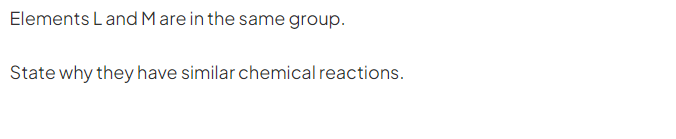 Elements L and M are in the same group.
State why they have similar chemical reactions.